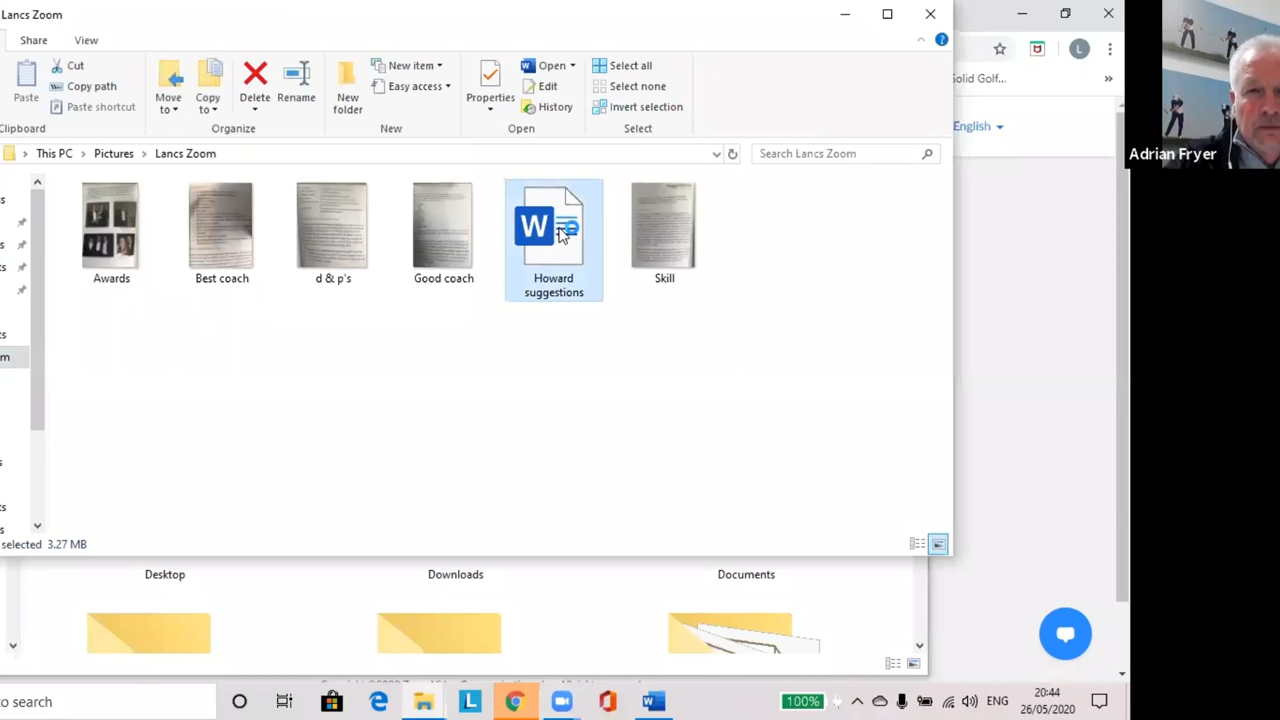 Lancs Zoom
Share View
Paste
Cut
Copy path
Paste shortcut
Move to
Copy to
Delete
Rename
New folder
New item
Easy access
Properties
Open
Edit
History
Select all
Select none
Invert selection
Clipboard
Organize
New
Open
Select
This PC > Pictures > Lancs Zoom
Search Lancs Zoom
Awards
Best coach
d & p's
Good coach
Howard
suggestions
Skill
selected 3.27 MB
Desktop
Downloads
Documents
L
Solid Golf...
»
English
Adrian Fryer
to search
100%
ENG
20:44
26/05/2020